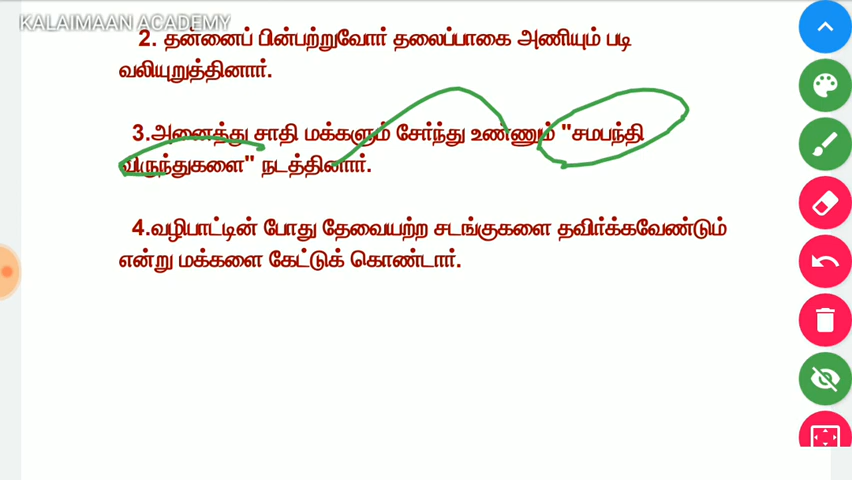 KALAIMAAN ACADEMY
2. தன்னைப் பின்பற்றுவோர் தலைப்பாகை அணியும் படி
வலியுறுத்தினார்.
3.அனைத்து சாதி மக்களும் சேர்ந்து உண்ணும் "சமபந்தி
விருந்துகளை" நடத்தினார்.
4.வழிபாட்டின் போது தேவையற்ற சடங்குகளை தவிர்க்கவேண்டும்
என்று மக்களை கேட்டுக் கொண்டார்.